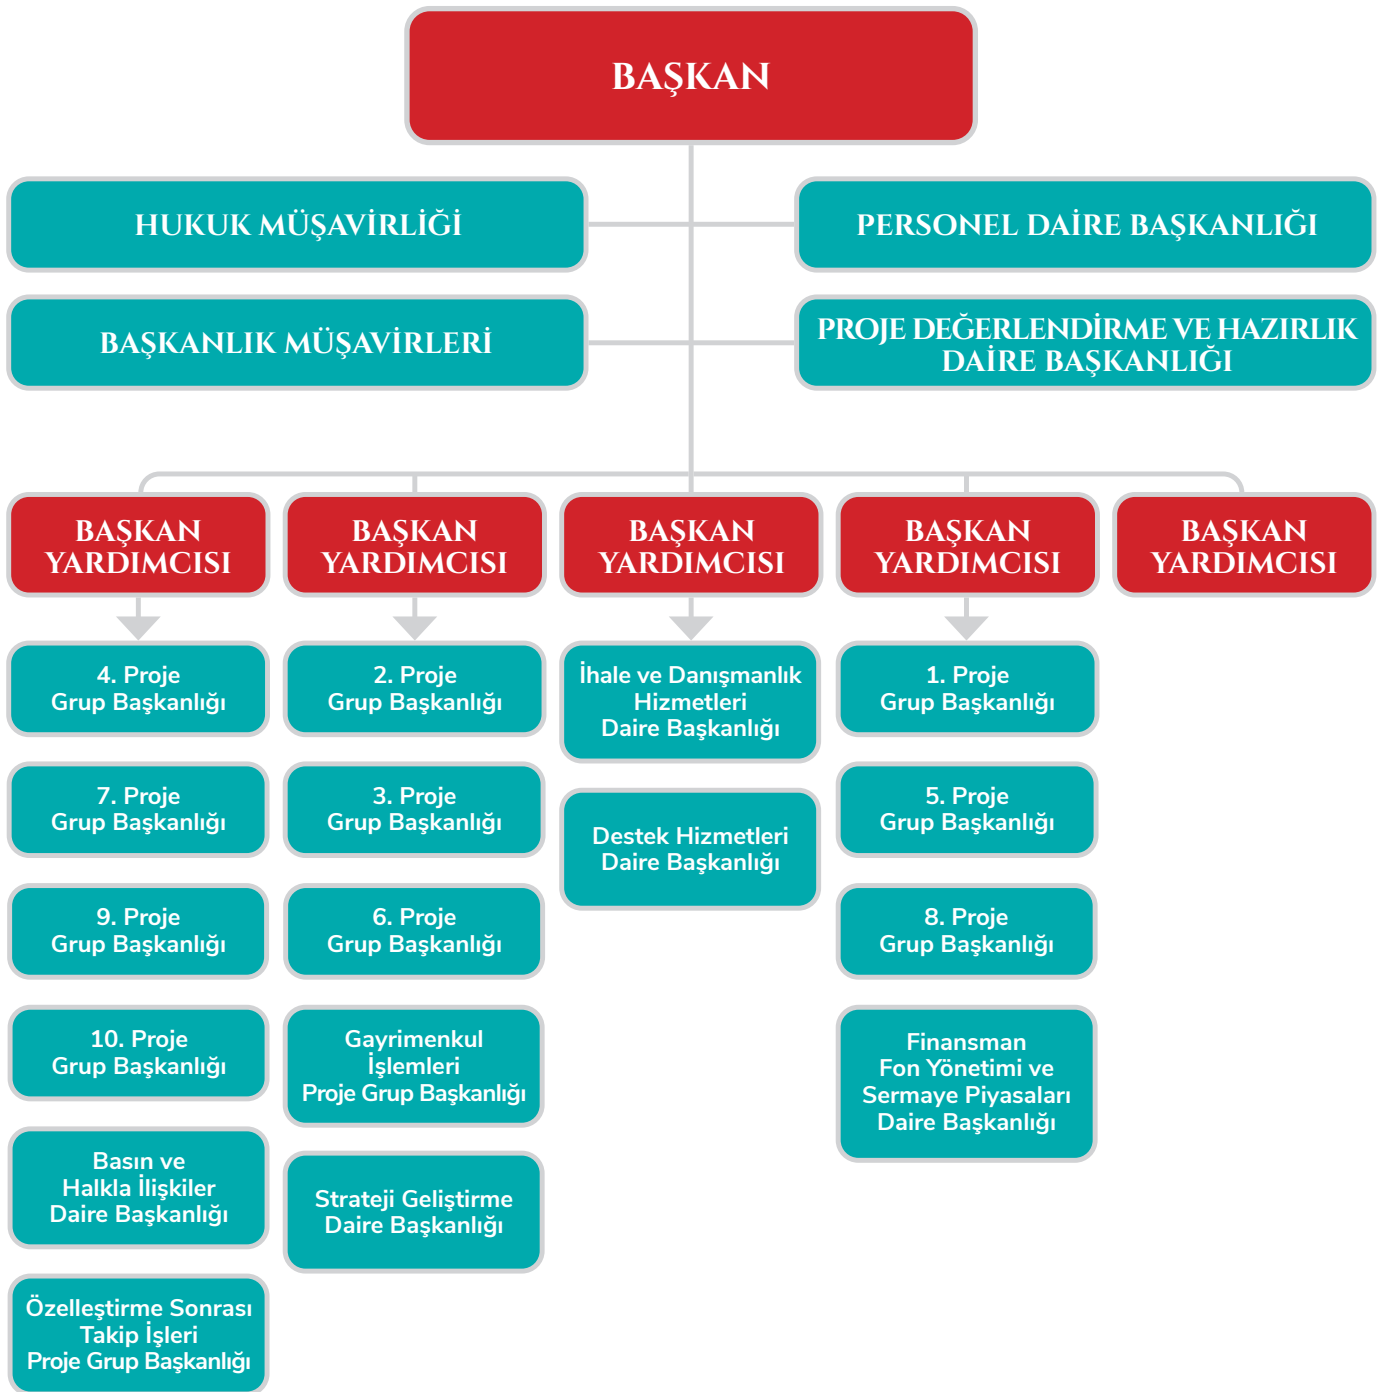 BAŞKAN
HUKUK MÜŞAVİRLİĞİ
PERSONEL DAİRE BAŞKANLIĞI
BAŞKANLIK MÜŞAVİRLERİ
PROJE DEĞERLENDİRME VE HAZIRLIK
DAİRE BAŞKANLIĞI
BAŞKAN
YARDIMCISI
BAŞKAN
YARDIMCISI
BAŞKAN
YARDIMCISI
BAŞKAN
YARDIMCISI
BAŞKAN
YARDIMCISI
4. Proje
Grup Başkanlığı
7. Proje
Grup Başkanlığı
9. Proje
Grup Başkanlığı
10. Proje
Grup Başkanlığı
Basın ve
Halkla İlişkiler
Daire Başkanlığı
Özelleştirme Sonrası
Takip İşleri
Proje Grup Başkanlığı
2. Proje
Grup Başkanlığı
3. Proje
Grup Başkanlığı
6. Proje
Grup Başkanlığı
Gayrimenkul
İşlemleri
Proje Grup Başkanlığı
Strateji Geliştirme
Daire Başkanlığı
İhale ve Danışmanlık
Hizmetleri
Daire Başkanlığı
Destek Hizmetleri
Daire Başkanlığı
1. Proje
Grup Başkanlığı
5. Proje
Grup Başkanlığı
8. Proje
Grup Başkanlığı
Finansman
Fon Yönetimi ve
Sermaye Piyasaları
Daire Başkanlığı